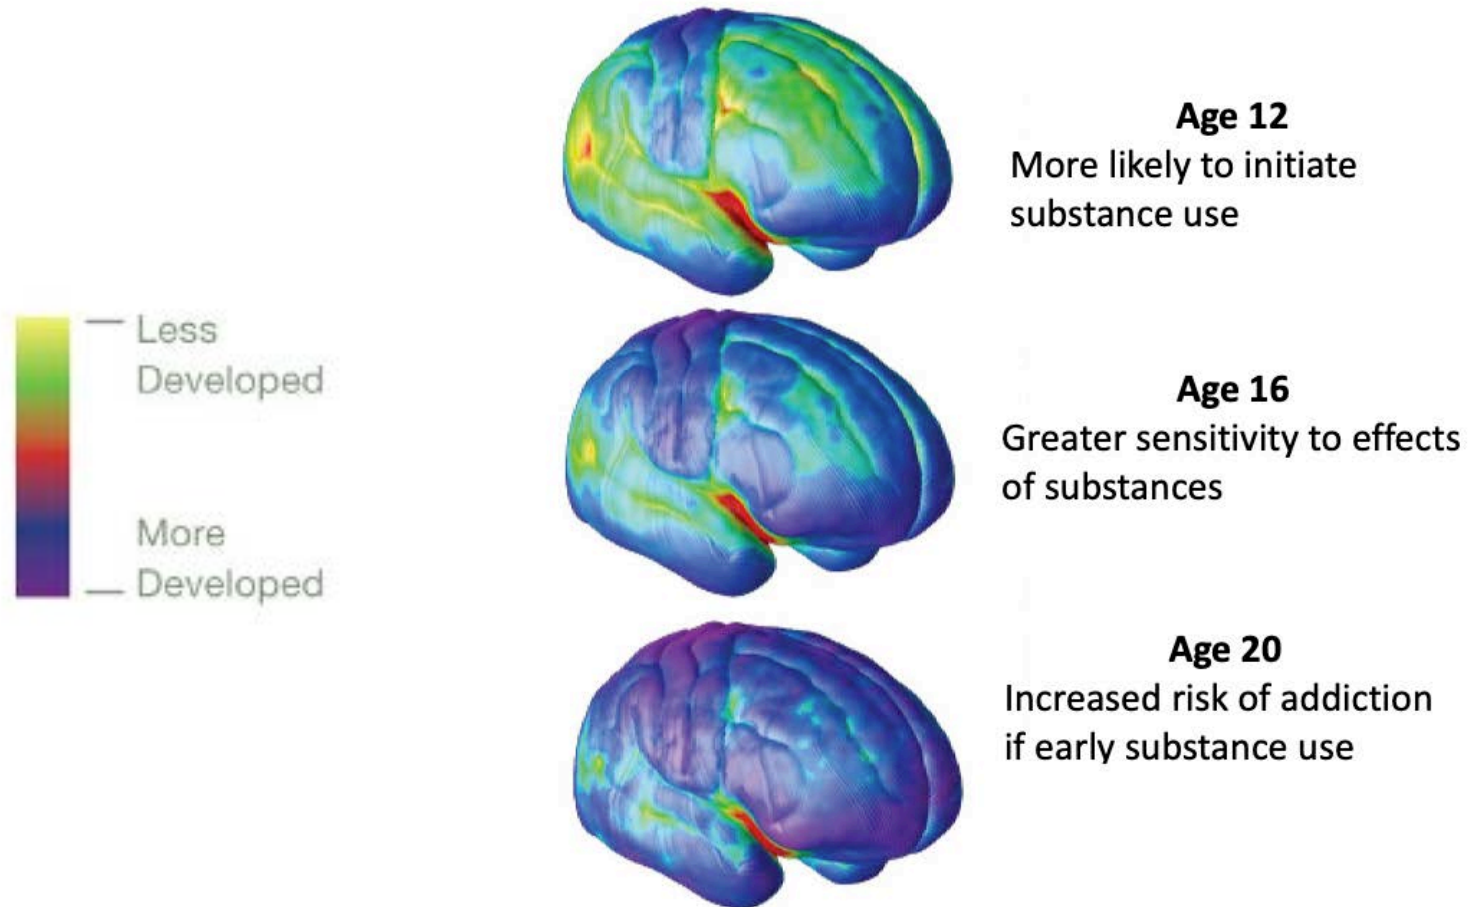 Age 12
More likely to initiate
substance use
Less
Developed
Age 16
Greater sensitivity to effects
of substances
More
Developed
Age 20
Increased risk of addiction
if early substance use